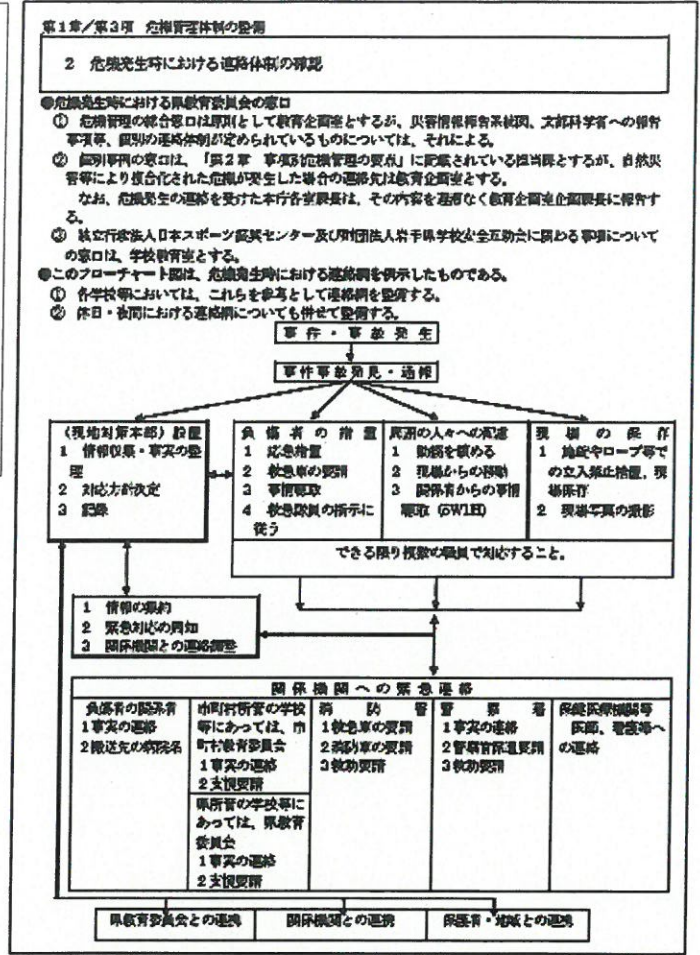 第1章/第3項 危機管理体制の整備
2 危機発生時における連絡体制の確認
●危機発生時における県教育委員会の窓口
① 危機管理の総合窓口は原則として教育企画室とするが、災害情報報告系統図、文部科学省への報告
事項等、個別の連絡体制が定められているものについては、それによる。
② 個別事例の窓口は、「第2章 事項別危機管理の要点」に記載されている担当課とするが、自然災
害等により複合化された危機が発生した場合の連絡先は教育企画室とする。
なお、危機発生の連絡を受けた本庁各室課長は、その内容を遅滞なく教育企画室企画課長に報告す
る。
③ 独立行政法人日本スポーツ振興センター及び財団法人岩手県学校安全互助会に関わる事項について
の窓口は、学校教育室とする。
●このフローチャート図は、危機発生時における連絡網を例示したものである。
① 各学校等においては、これらを参考として連絡網を整備する。
② 休日・夜間における連絡網についても併せて整備する。
事件・事故発生
事件事故発見・通報
(現地対策本部)設置
1 情報収集・事実の整
理
2 対応方針決定
3 記録
負傷者の措置
1 応急措置
2 救急車の要請
3 事情聴取
4 救急隊員の指示に
従う
周囲の人々への配慮
1 動揺を鎮める
2 現場からの移動
3 関係者からの事情
聴取(5W1H)
現場の保存
1 施錠やロープ等で
の立入禁止措置、現
場保存
2 現場写真の撮影
できる限り複数の職員で対応すること。
1 情報の集約
2 緊急対応の周知
3 関係機関との連絡調整
関係機関への緊急連絡
負傷者の関係者
1事実の連絡
2搬送先の病院名
市町村所管の学校
等にあっては、市
町村教育委員会
1事実の連絡
2支援要請
県所管の学校等に
あっては、県教育
委員会
1事実の連絡
2支援要請
消防署
1救急車の要請
2消防車の要請
3救助要請
警察署
1事実の連絡
2警察官派遣要請
3救助要請
保健医療機関等
医師、看護等へ
の連絡
県教育委員会との連携
関係機関との連携
保護者・地域との連携